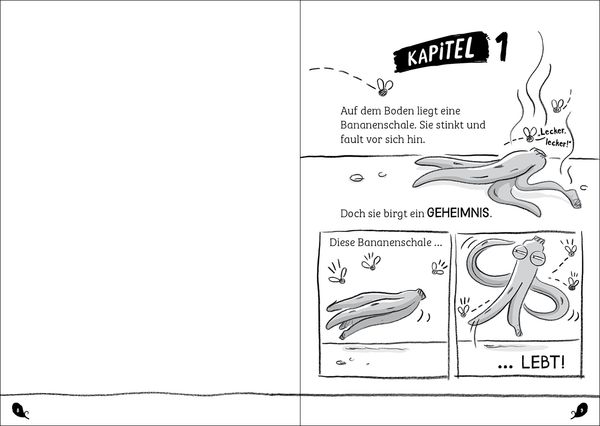 KAPiTEL 1
Auf dem Boden liegt eine
Bananenschale. Sie stinkt und
fault vor sich hin.
„Lecker,
lecker!“
Doch sie birgt ein GEHEIMNIS.
Diese Bananenschale ...
... LEBT!
8
9